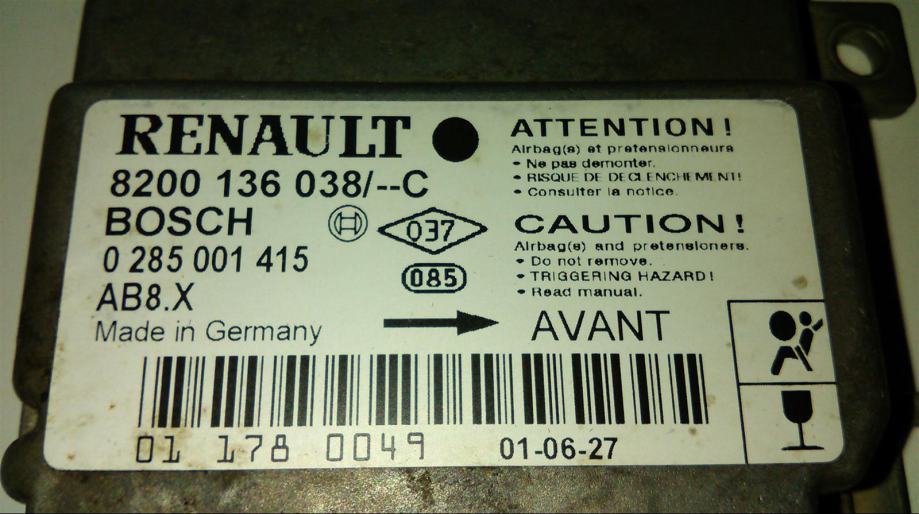 RENAULT
8200 136 038/--C
BOSCH
0 285 001 415
AB8.X
Made in Germany
037
085
ATTENTION!
Airbag(s) et pretensionneurs
• Ne pas demonter.
• RISQUE DE DECLENCHEMENT!
• Consulter la notice.
CAUTION!
Airbag(s) and pretensioners.
• Do not remove.
• TRIGGERING HAZARD!
• Read manual.
AVANT
01 178 0049
01-06-27